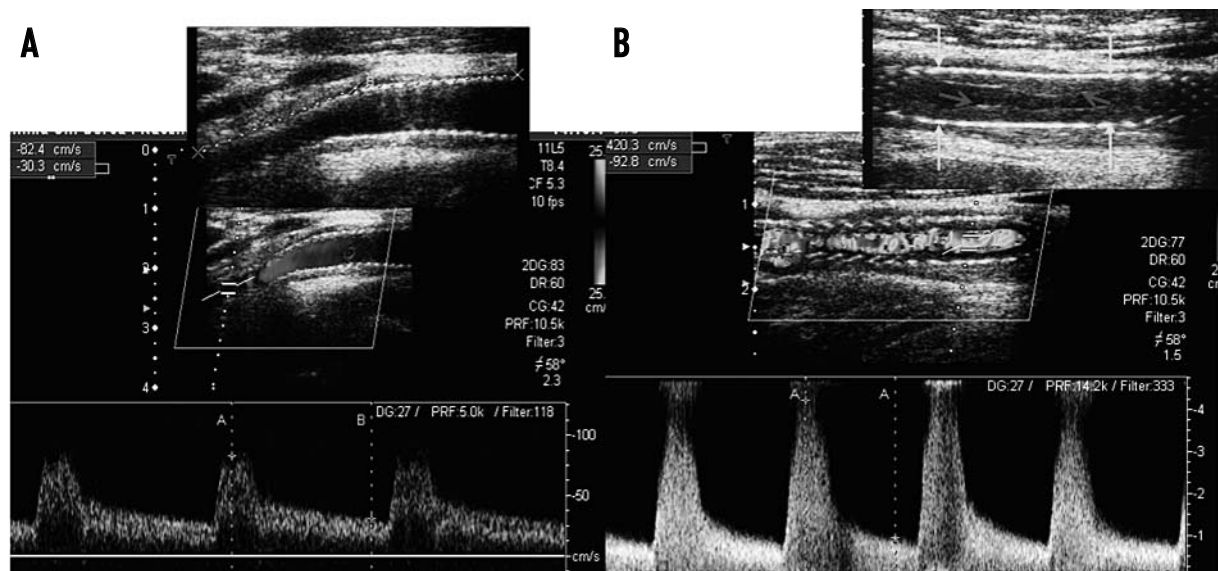 A
-82.4 cm/s
-30.3 cm/s
0
1
2
3
4
11L5
T8.4
CF 5.3
10 fps
25
25
cm/
2DG:83
DR:60
CG:42
PRF:10.5k
Filter:3
58°
2.3
DG:27 / PRF:5.0k / Filter:118
A
B
-100
-50
cm/s
B
420.3 cm/s
-92.8 cm/s
1
2
2DG:77
DR:60
CG:42
PRF:10.5k
Filter:3
58°
1.5
DG:27 / PRF:14.2k / Filter:333
A
A
-4
-3
-2
-1